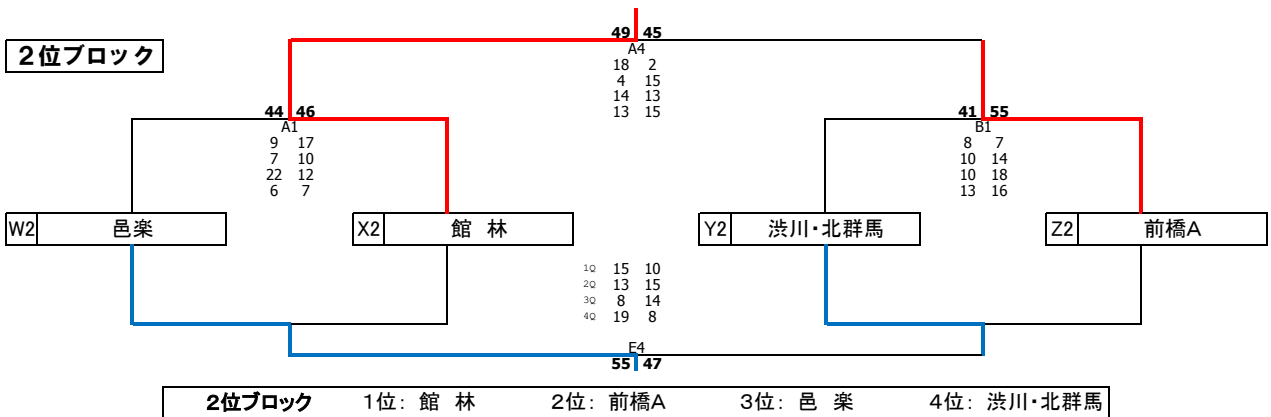 49 45
2位ブロック
A4
18 2
4 15
14 13
13 15
44 46
A1
9 17
7 10
22 12
6 7
41 55
B1
8 7
10 14
10 18
13 16
W2 邑楽
X2 館 林
Y2 渋川・北群馬
Z2 前橋A
1Q 15 10
2Q 13 15
3Q 8 14
4Q 19 8
E4
55 47
2位ブロック 1位: 館 林 2位: 前橋A 3位: 邑 楽 4位: 渋川・北群馬